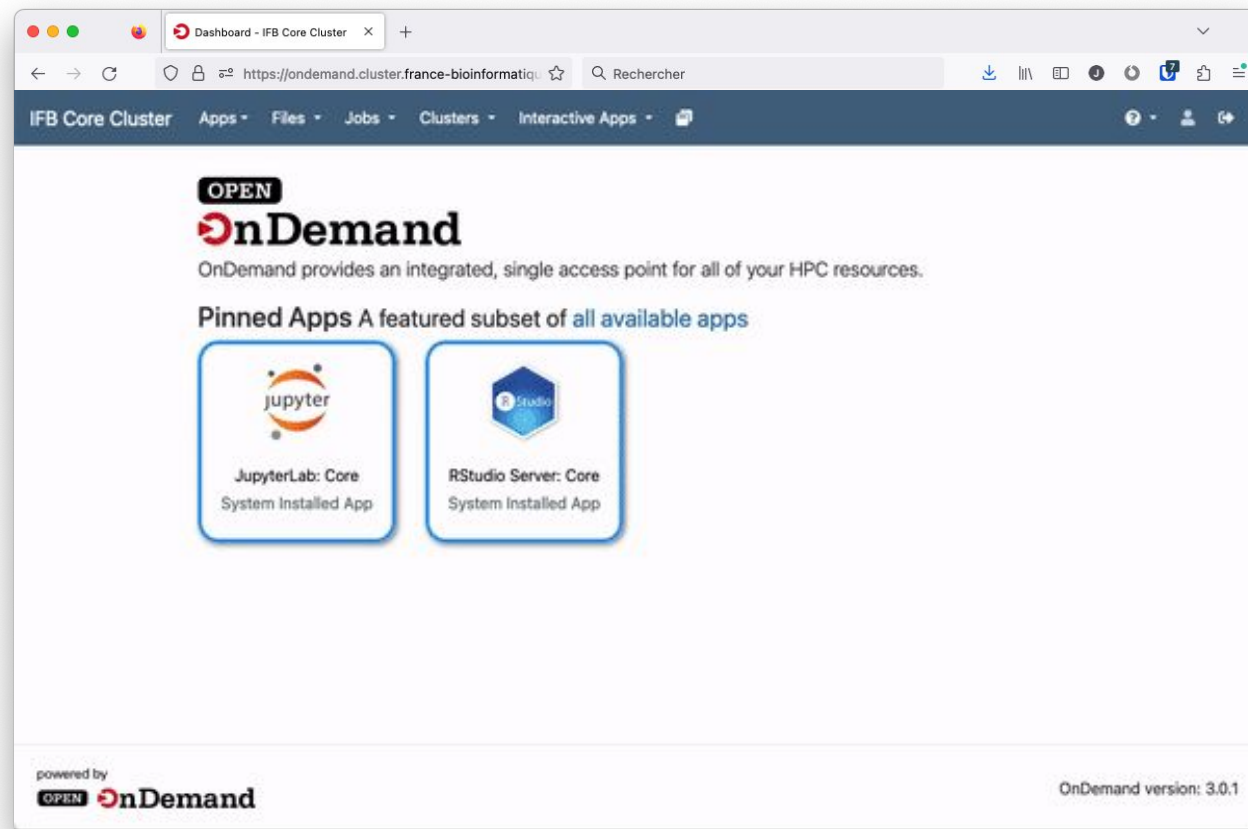 Dashboard - IFB Core Cluster
https://ondemand.cluster.france-bioinformatiqu
Rechercher
7
J
IFB Core Cluster Apps Files Jobs Clusters Interactive Apps
OPEN
OnDemand
OnDemand provides an integrated, single access point for all of your HPC resources.
Pinned Apps A featured subset of all available apps
jupyter
R Studio
JupyterLab: Core
System Installed App
RStudio Server: Core
System Installed App
powered by
OPEN OnDemand
OnDemand version: 3.0.1